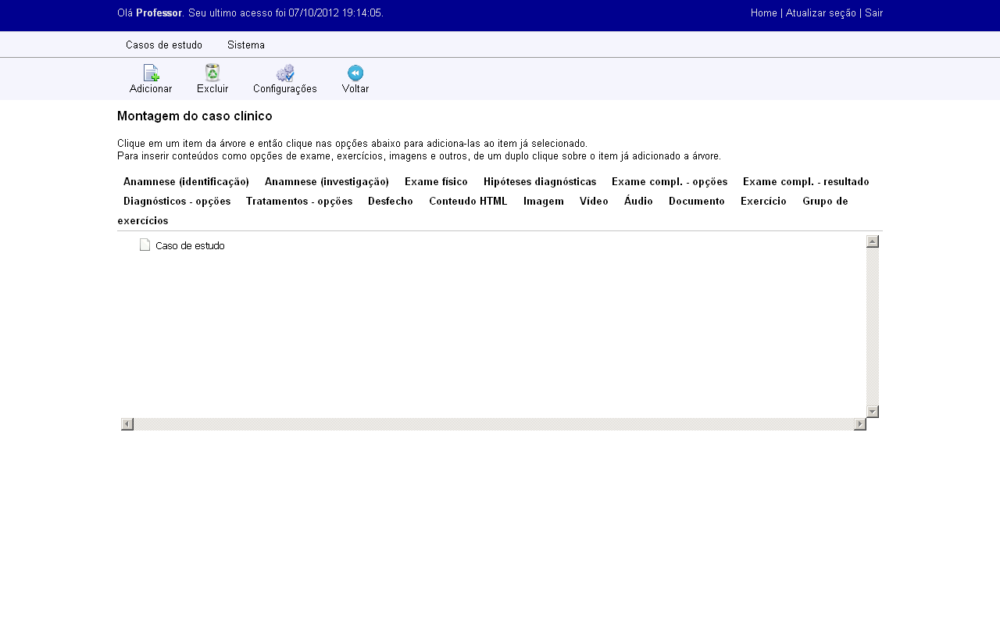 Olá Professor. Seu ultimo acesso foi 07/10/2012 19:14:05. Home | Atualizar seção | Sair
Casos de estudo Sistema
Adicionar Excluir Configurações Voltar
Montagem do caso clínico
Clique em um item da árvore e então clique nas opções abaixo para adiciona-las ao item já selecionado.
Para inserir conteúdos como opções de exame, exercícios, imagens e outros, de um duplo clique sobre o item já adicionado a árvore.
Anamnese (identificação) Anamnese (investigação) Exame físico Hipóteses diagnósticas Exame compl. - opções Exame compl. - resultado
Diagnósticos - opções Tratamentos - opções Desfecho Conteudo HTML Imagem Vídeo Áudio Documento Exercício Grupo de
exercícios
Caso de estudo